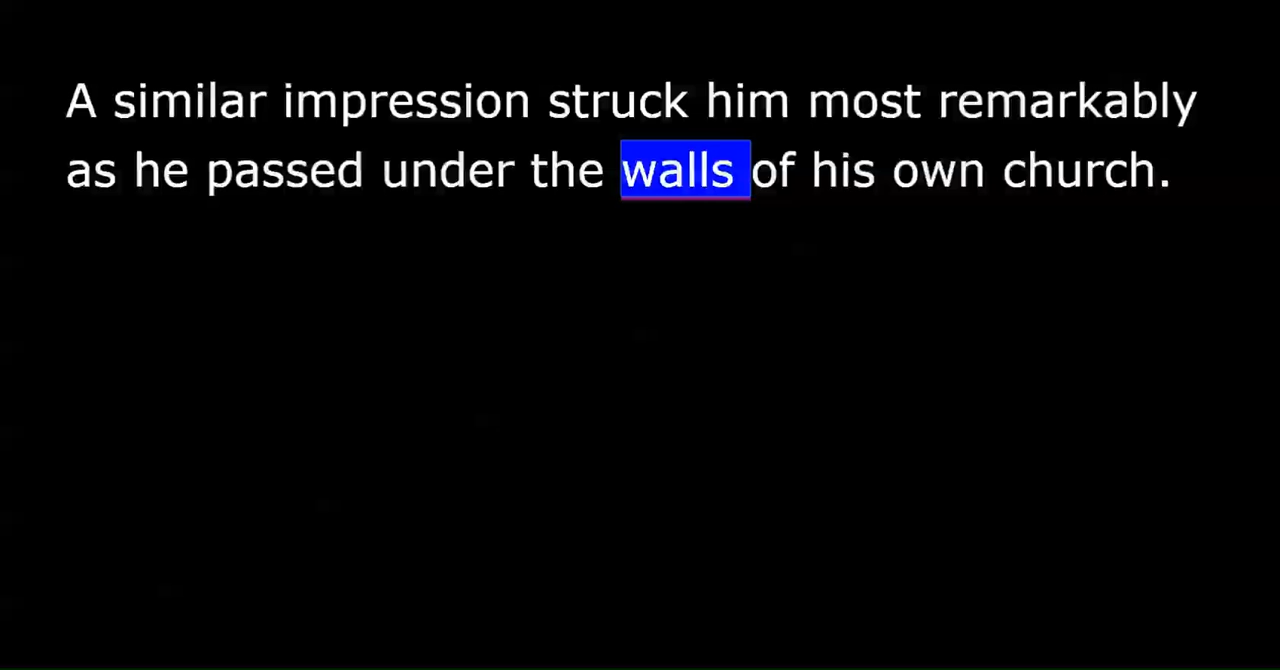 A similar impression struck him most remarkably
as he passed under the walls of his own church.